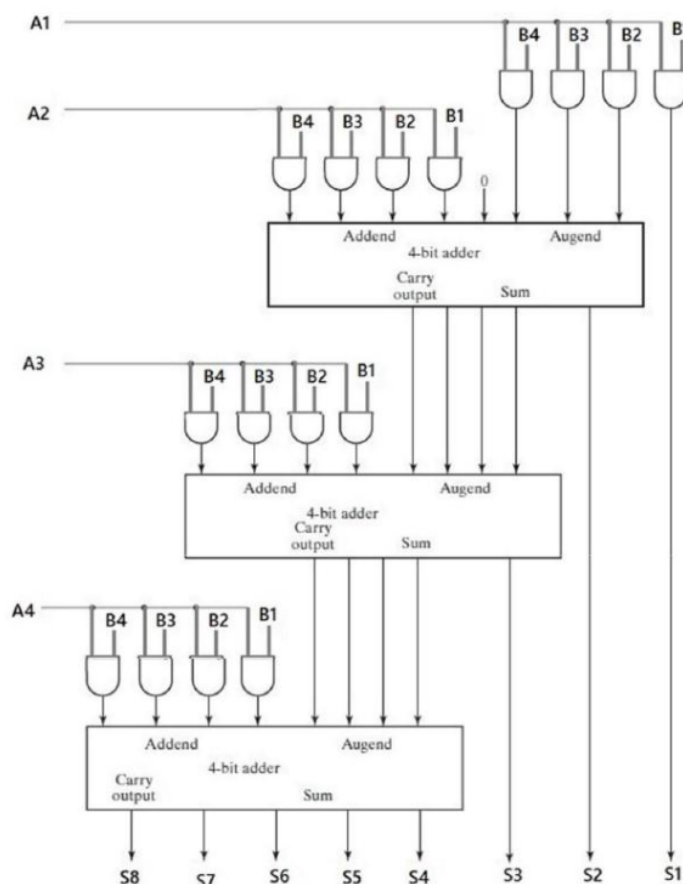 A1
B4 B3 B2 B
A2
B4 B3 B2 B1
0
Addend Augend
4-bit adder
Carry
output Sum
A3
B4 B3 B2 B1
Addend Augend
4-bit adder
Carry
output Sum
A4
B4 B3 B2 B1
Addend Augend
4-bit adder
Carry
output Sum
S8 S7 S6 S5 S4 S3 S2 S1